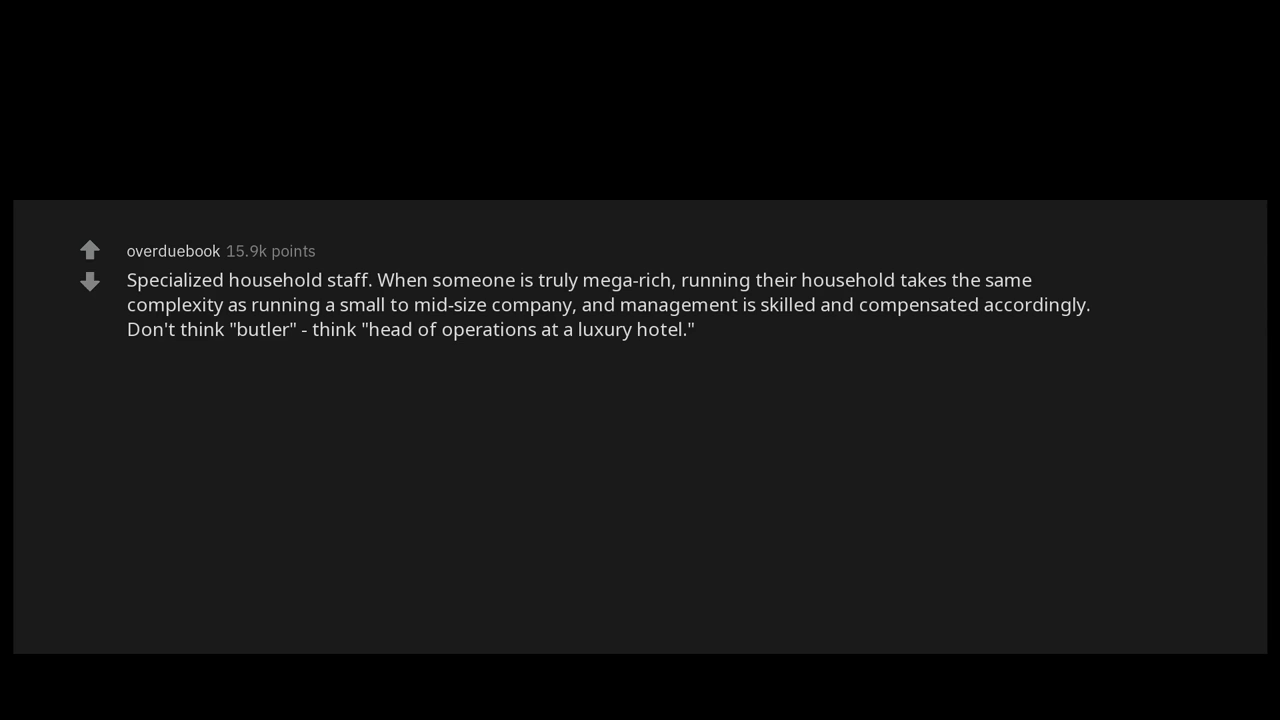 overduebook 15.9k points
Specialized household staff. When someone is truly mega-rich, running their household takes the same
complexity as running a small to mid-size company, and management is skilled and compensated accordingly.
Don't think "butler" - think "head of operations at a luxury hotel."